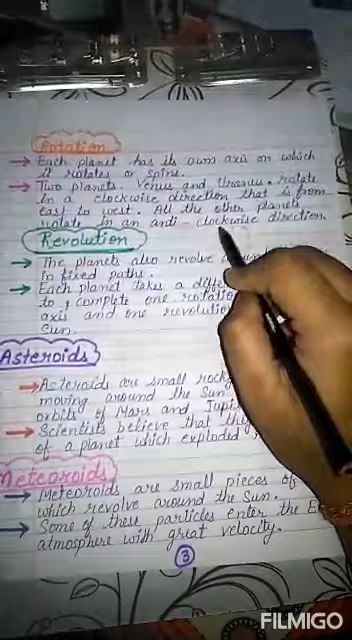 Rotation
→ Each planet has its own axis on which
it rotates or spins.
→ Two planets. Venus and Uranus. rotate
in a clockwise direction that is from
east to west. All the other planets
rotate in an anti - clockwise direction
Revolution
→ The planets also revolve
in fixed paths.
→ Each planet takes a
to complete one
axis and one
Sun.
Asteroids
→ Asteroids are small rocky
moving around the Sun
orbits of Mars and
→ Scientists believe that
of a planet which exploded
Meteoroids
→ Meteoroids are small pieces of
which revolve around the Sun.
→ Some of these particles enter the
atmosphere with great velocity.
3
FILMIGO